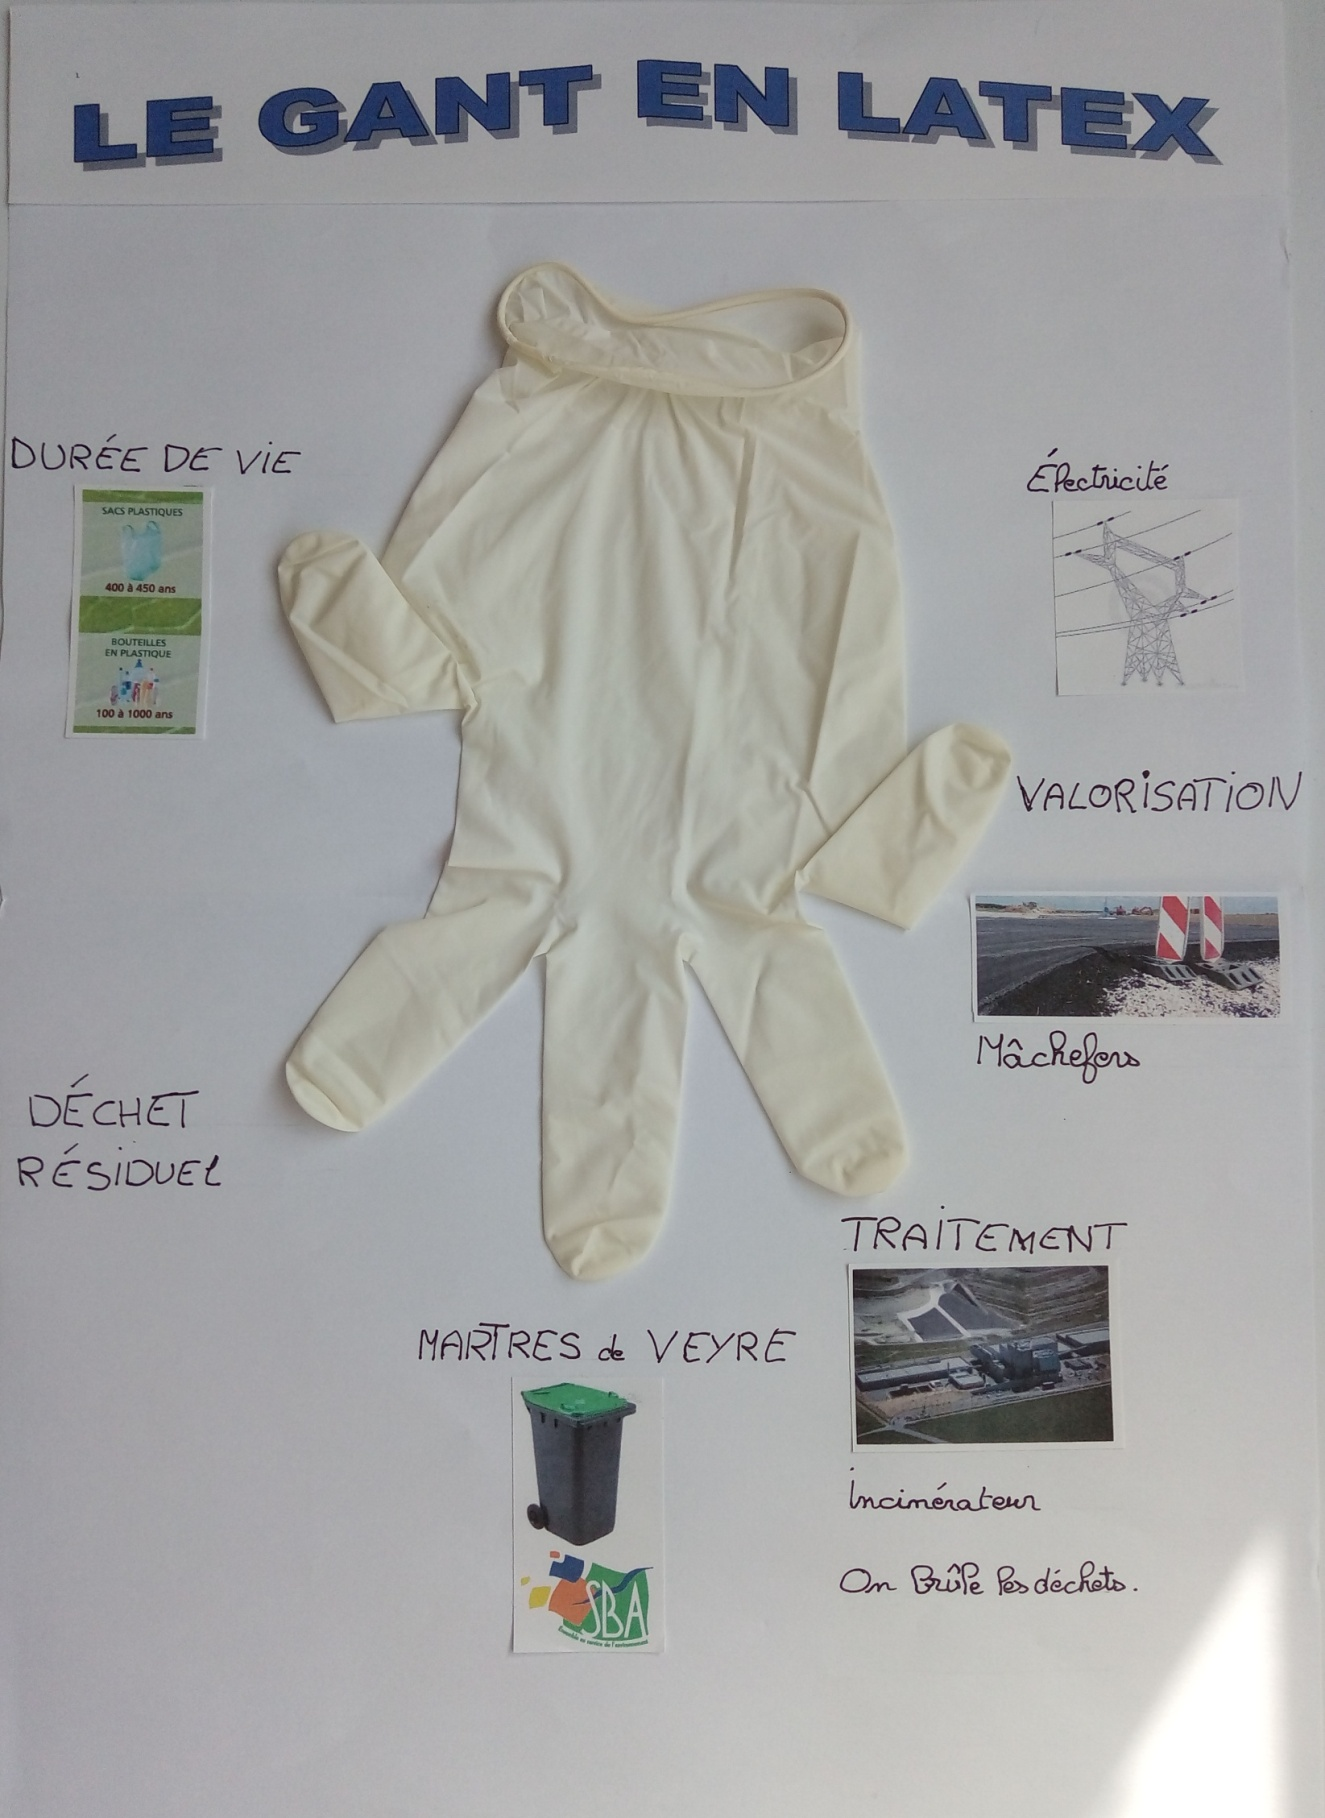 LE GANT EN LATEX
DURÉE DE VIE
SACS PLASTIQUES
400 à 450 ans
BOUTEILLES
EN PLASTIQUE
100 à 1000 ans
Électricité
VALORISATION
Mâchefers
DÉCHET
RÉSIDUEL
TRAITEMENT
MARTRES de VEYRE
Incinérateur
On Brûle les déchets.
SBA